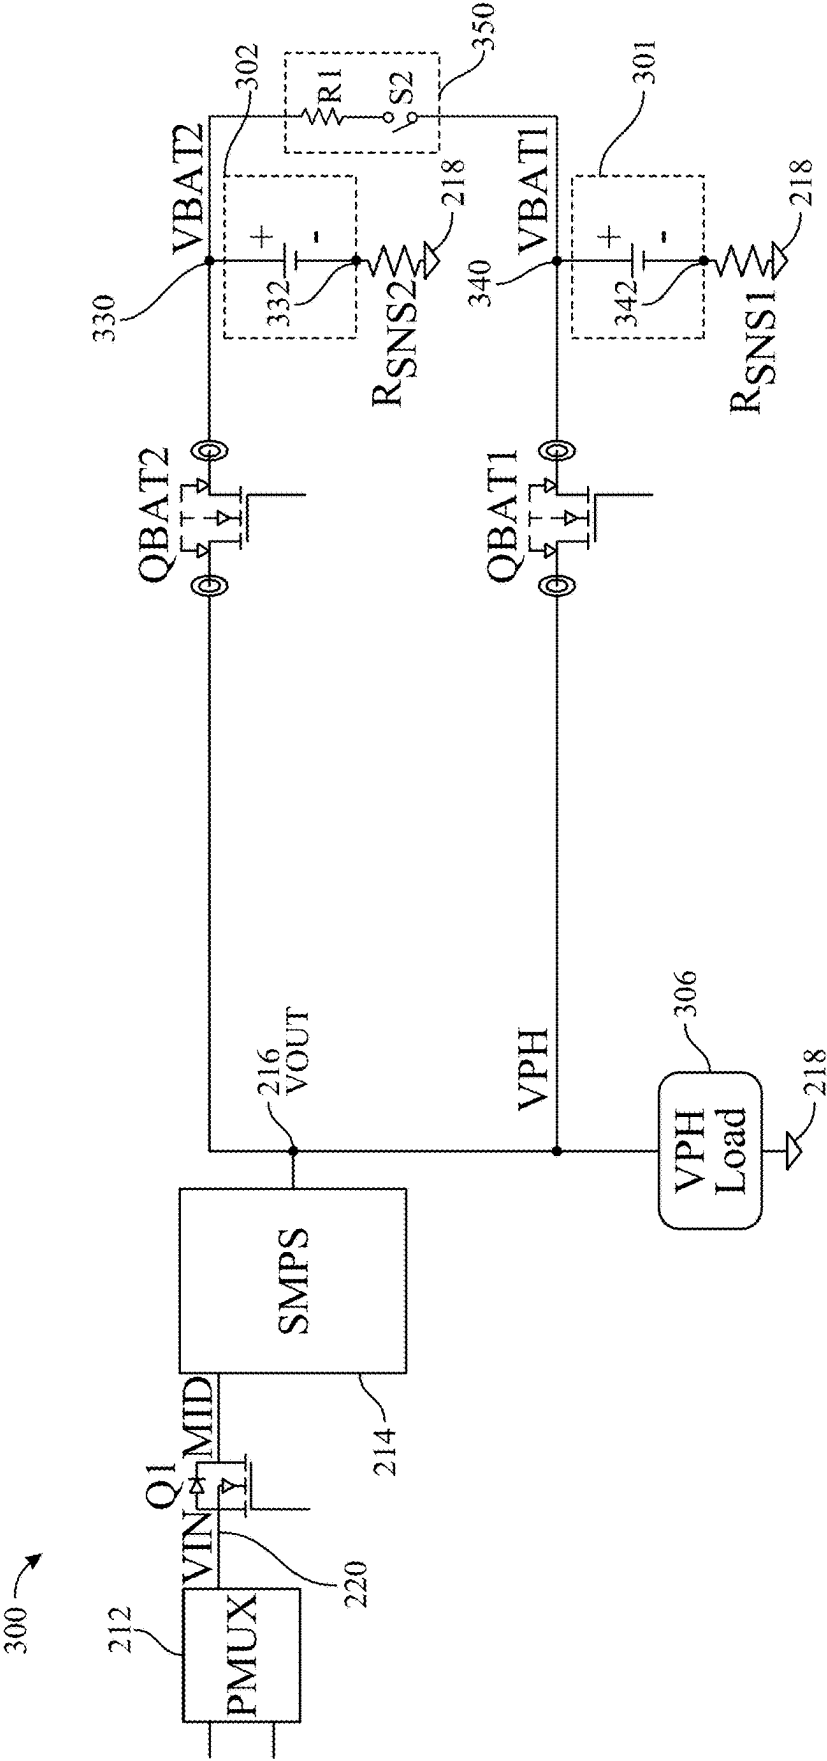 300
212
PMUX
VIN
220
Q1
MID
214
SMPS
216
VOUT
VPH
VPH
Load
306
218
QBAT2
QBAT1
330
VBAT2
302
+
-
332
RSNS2
218
R1
S2
350
340
VBAT1
301
+
-
342
RSNS1
218